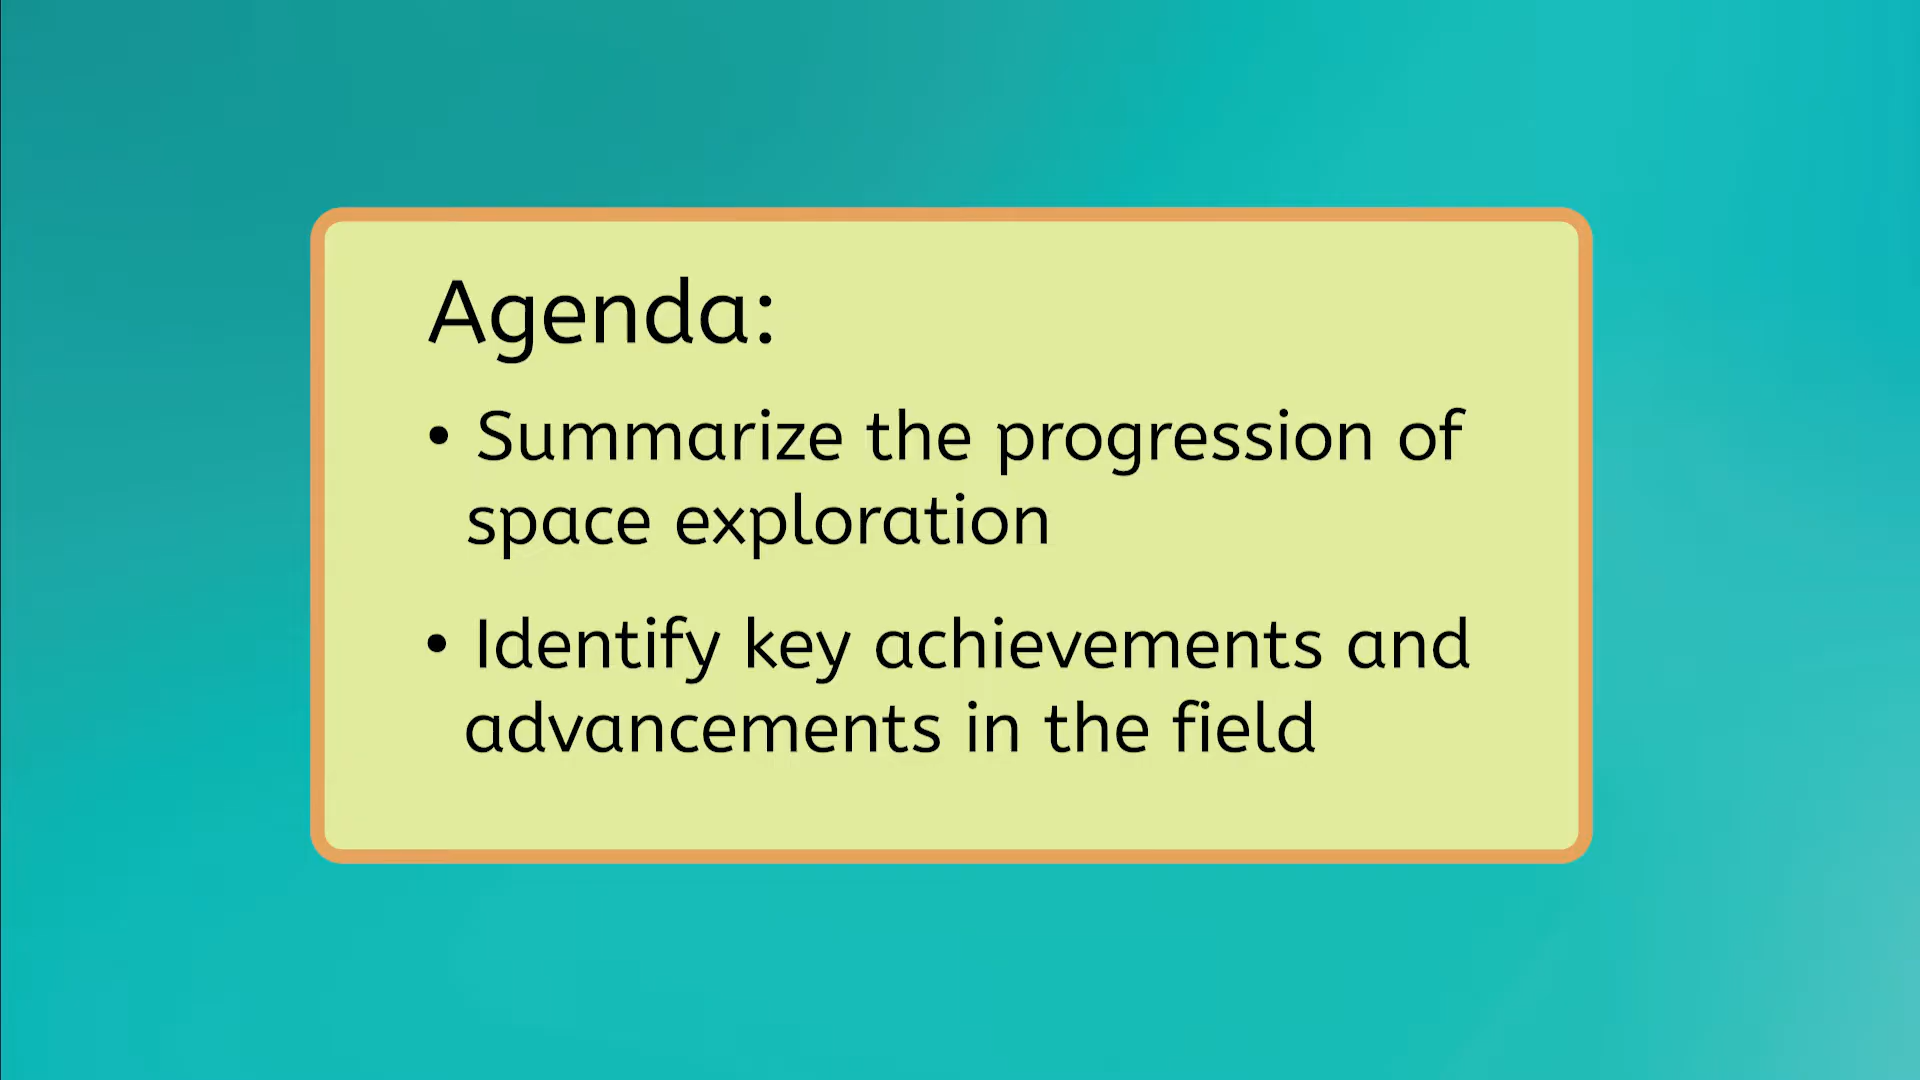 Agenda:
• Summarize the progression of
space exploration
• Identify key achievements and
advancements in the field